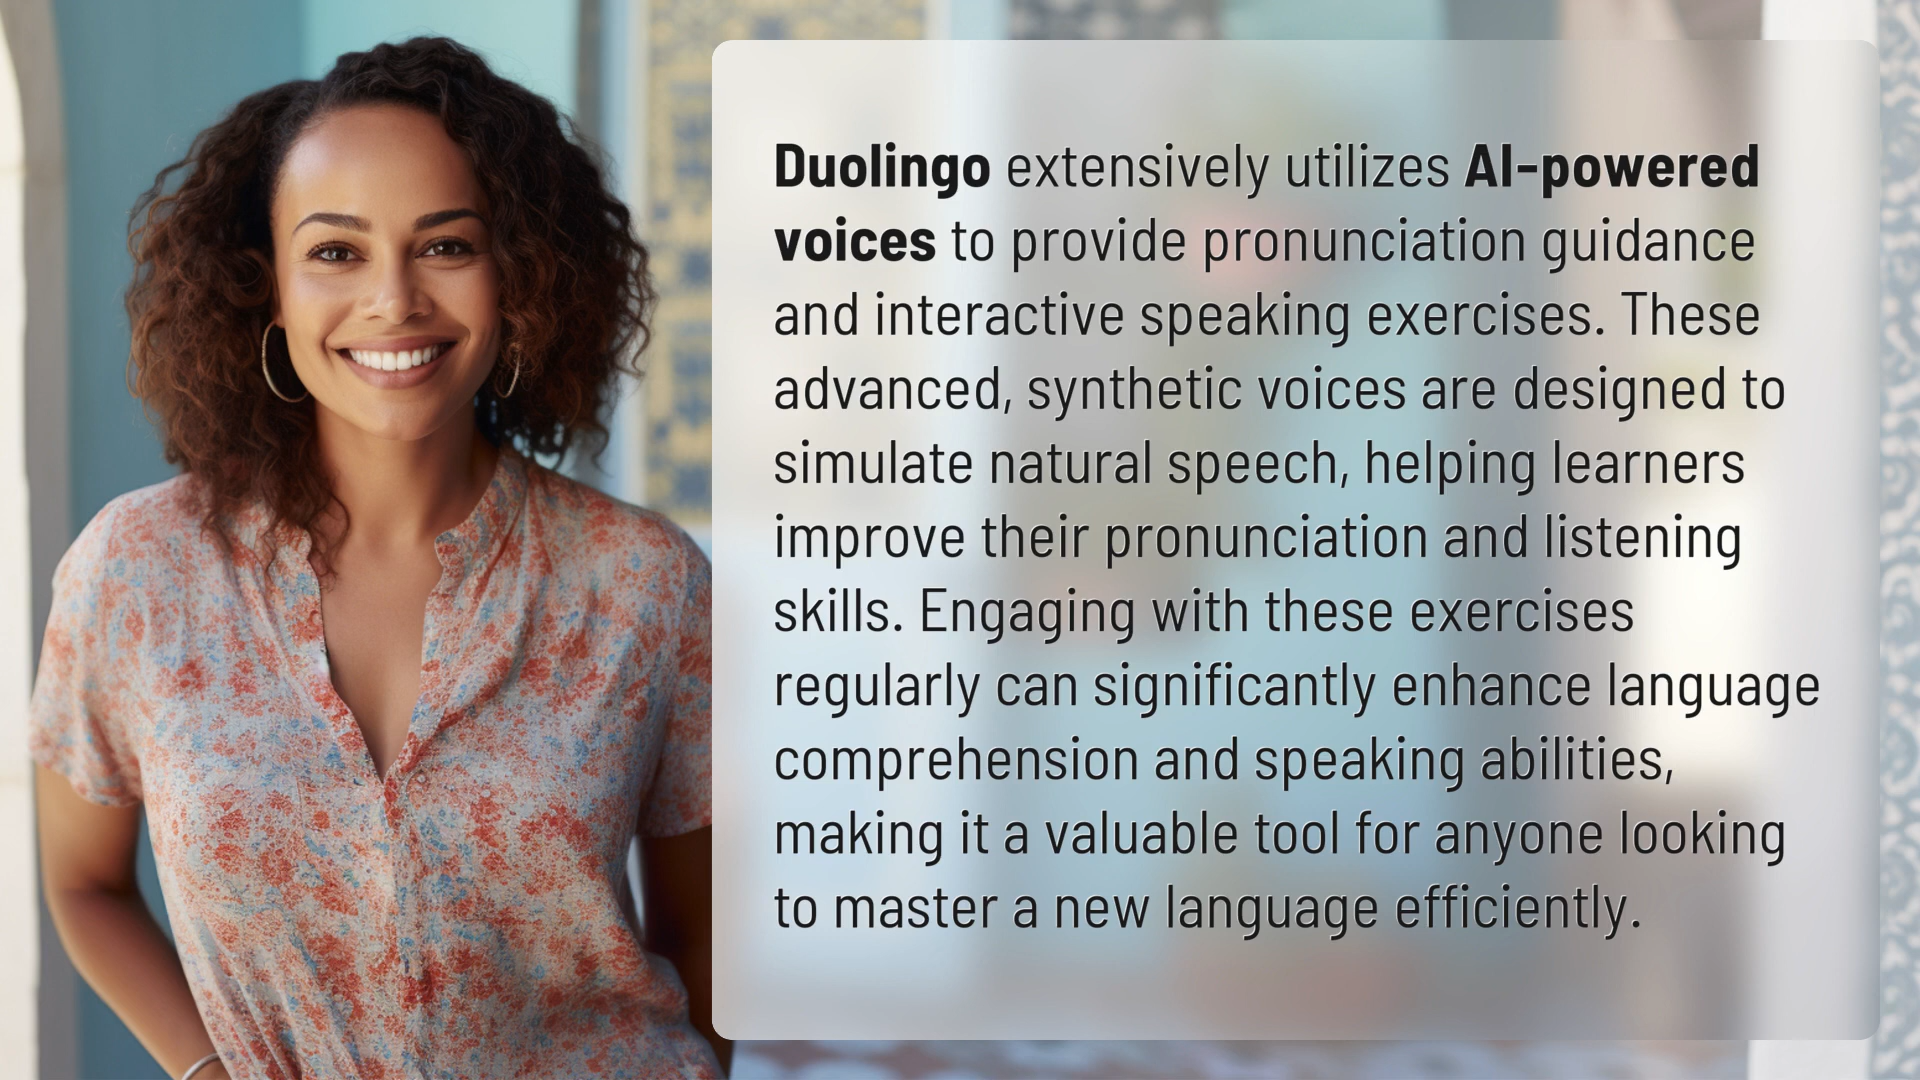 Duolingo extensively utilizes AI-powered
voices to provide pronunciation guidance
and interactive speaking exercises. These
advanced, synthetic voices are designed to
simulate natural speech, helping learners
improve their pronunciation and listening
skills. Engaging with these exercises
regularly can significantly enhance language
comprehension and speaking abilities,
making it a valuable tool for anyone looking
to master a new language efficiently.